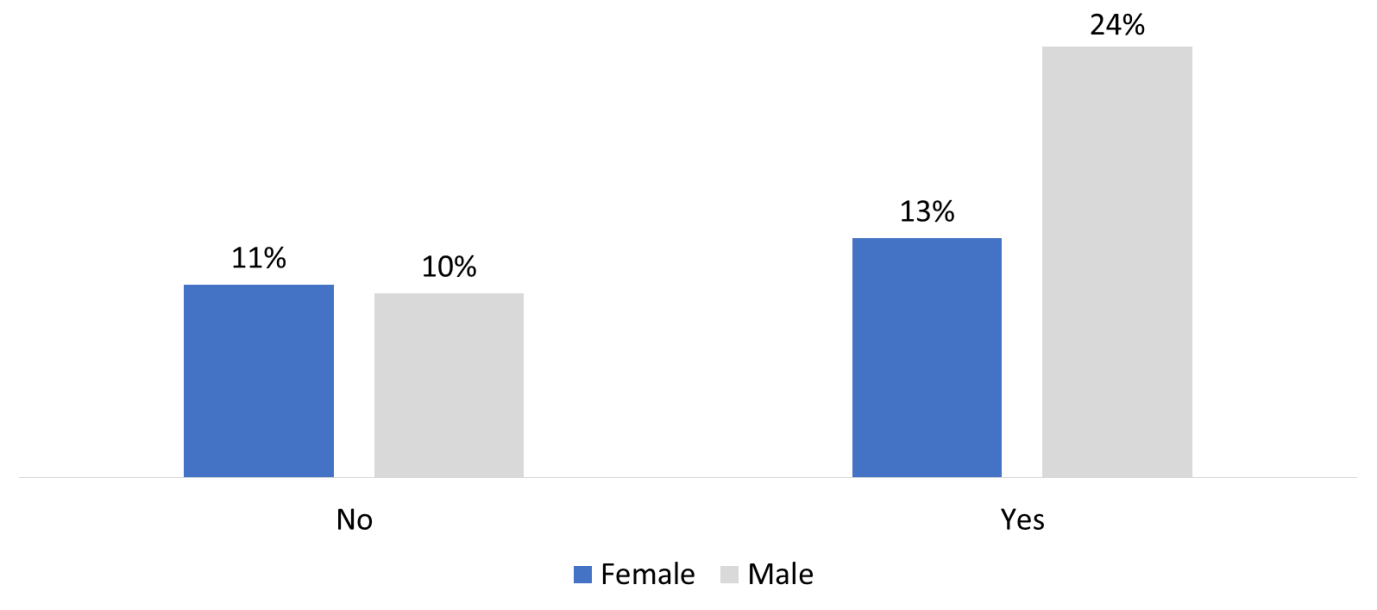 24%
13%
11%
10%
No Yes
Female Male